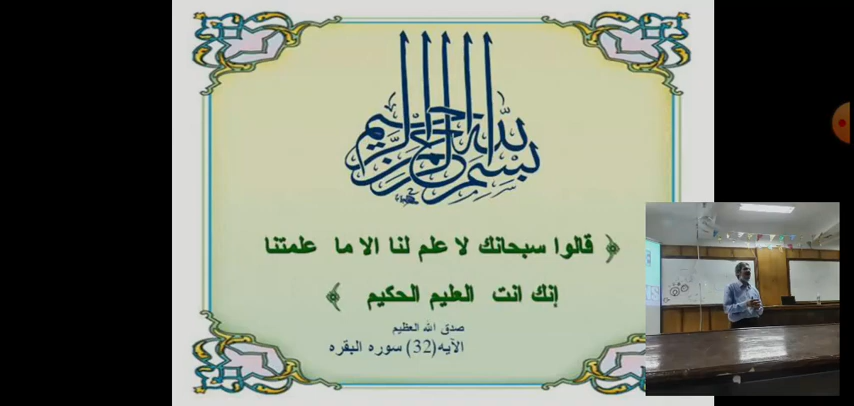 بسم الله الرحمن الرحيم
﴿ قالوا سبحانك لا علم لنا الا ما علمتنا
إنك انت العليم الحكيم ﴾
صدق الله العظيم
الآيه(32) سوره البقره